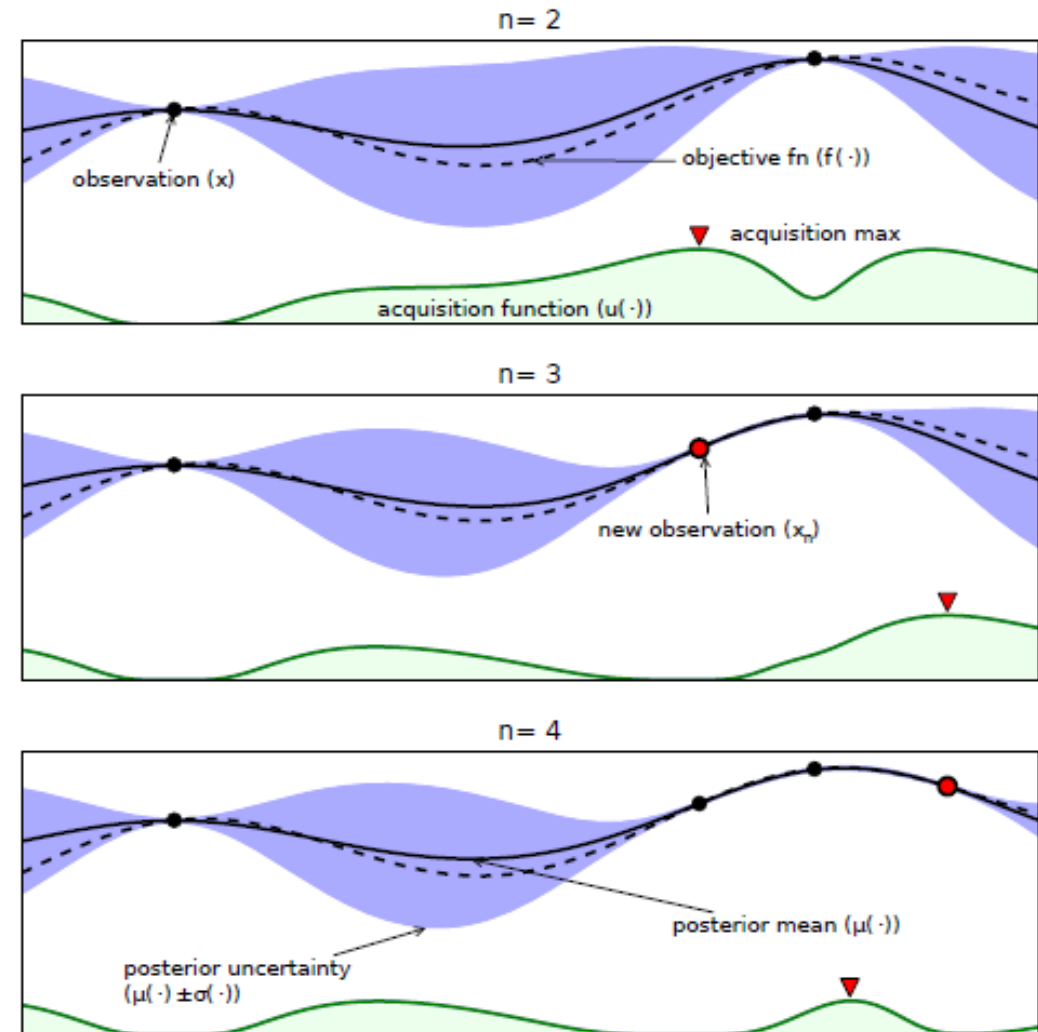 n= 2
observation (x)
objective fn (f(·))
acquisition max
acquisition function (u(·))
n= 3
new observation (xₙ)
n= 4
posterior mean (μ(·))
posterior uncertainty
(μ(·) ±σ(·))